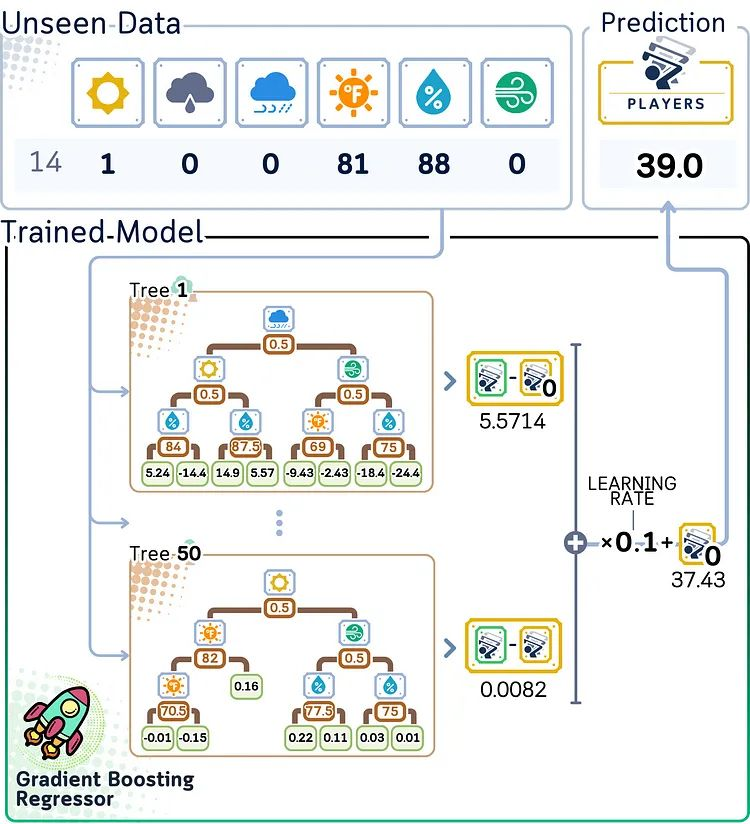 Unseen Data
Prediction
°F
%
PLAYERS
14 1 0 0 81 88 0
39.0
Trained Model
Tree 1
0.5
0.5 0.5
% % °F %
84 87.5 69 75
5.24 -14.4 14.9 5.57 -9.43 -2.43 -18.4 -24.4
- 0
5.5714
LEARNING
RATE
×0.1+ 0
37.43
Tree 50
0.5
°F
82 0.5
°F 0.16 % %
70.5 77.5 75
-0.01 -0.15 0.22 0.11 0.03 0.01
-
0.0082
Gradient Boosting
Regressor